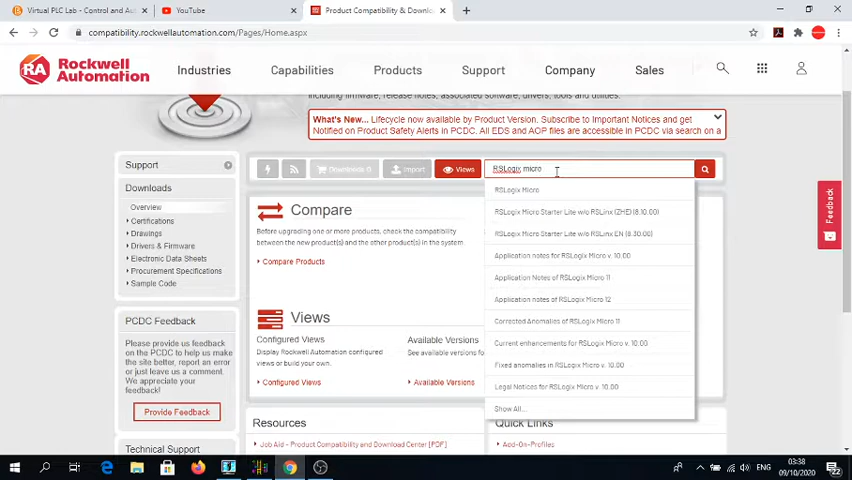 Virtual PLC Lab - Control and Aut
YouTube
Product Compatibility & Downlo
compatibility.rockwellautomation.com/Pages/Home.aspx
RA Rockwell Automation
Industries
Capabilities
Products
Support
Company
Sales
including firmware, release notes, associated software, drivers, tools and utilities.
What's New... Lifecycle now available by Product Version. Subscribe to Important Notices and get
Notified on Product Safety Alerts in PCDC. All EDS and AOP files are accessible in PCDC via search on a
Support
Downloads
Overview
Certifications
Drawings
Drivers & Firmware
Electronic Data Sheets
Procurement Specifications
Sample Code
PCDC Feedback
Please provide us feedback
on the PCDC to help us make
the site better, report an error
or just leave us a comment.
We appreciate your
feedback!
Provide Feedback
Technical Support
Downloads 0
Import
Views
RSLogix micro
RSLogix Micro
RSLogix Micro Starter Lite w/o RSLinx (ZHE) (8.10.00)
RSLogix Micro Starter Lite w/o RSLinx EN (8.30.00)
Application notes for RSLogix Micro v. 10.00
Application Notes of RSLogix Micro 11
Application notes of RSLogix Micro 12
Corrected Anomalies of RSLogix Micro 11
Current enhancements for RSLogix Micro v. 10.00
Fixed anomalies in RSLogix Micro v. 10.00
Legal Notices for RSLogix Micro v. 10.00
Show All...
Compare
Before upgrading one or more products, check the compatibility
between the new product(s) and the other product(s) in the system.
Compare Products
Views
Configured Views
Display Rockwell Automation configured
views or build your own.
Configured Views
Available Versions
See available versions fo
Available Versions
Resources
Job Aid - Product Compatibility and Download Center [PDF]
Quick Links
Add-On-Profiles
Feedback
ENG
03:38
09/10/2020
22